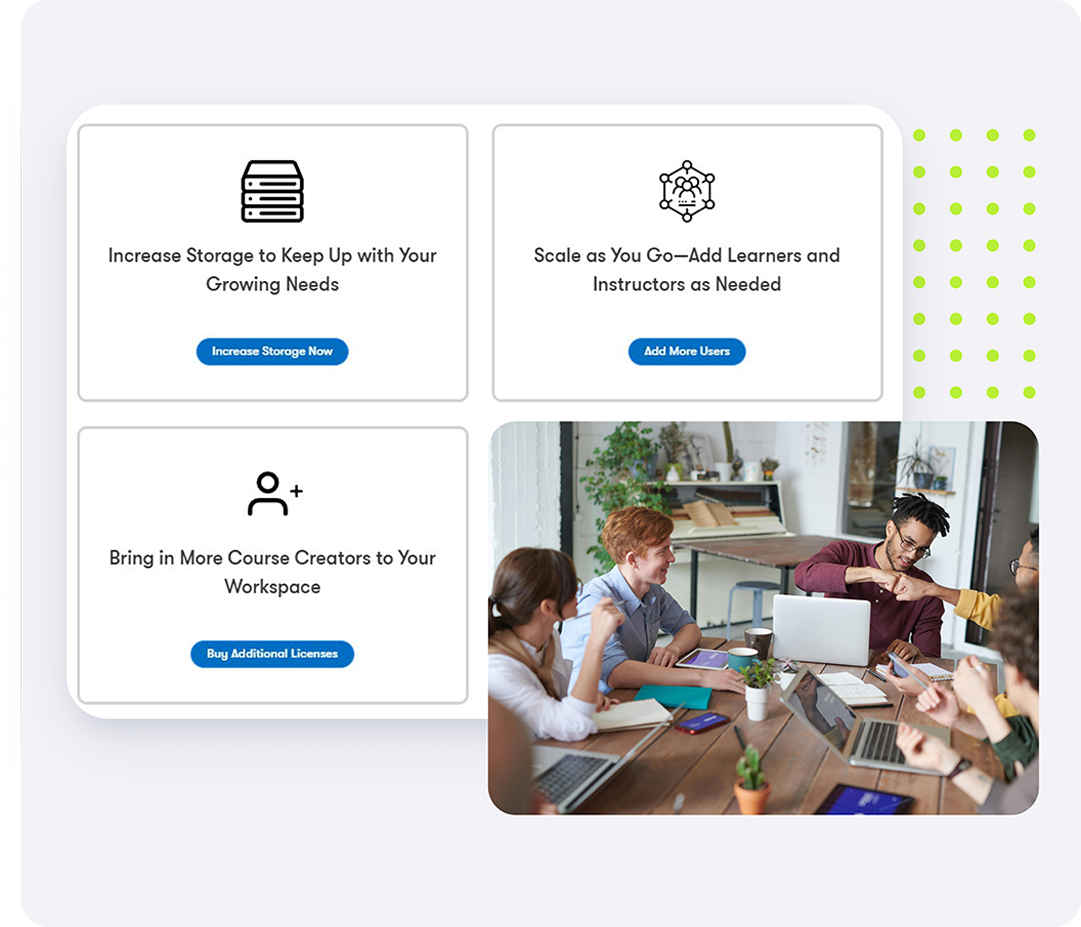 Increase Storage to Keep Up with Your
Growing Needs
Increase Storage Now
Scale as You Go—Add Learners and
Instructors as Needed
Add More Users
Bring in More Course Creators to Your
Workspace
Buy Additional Licenses